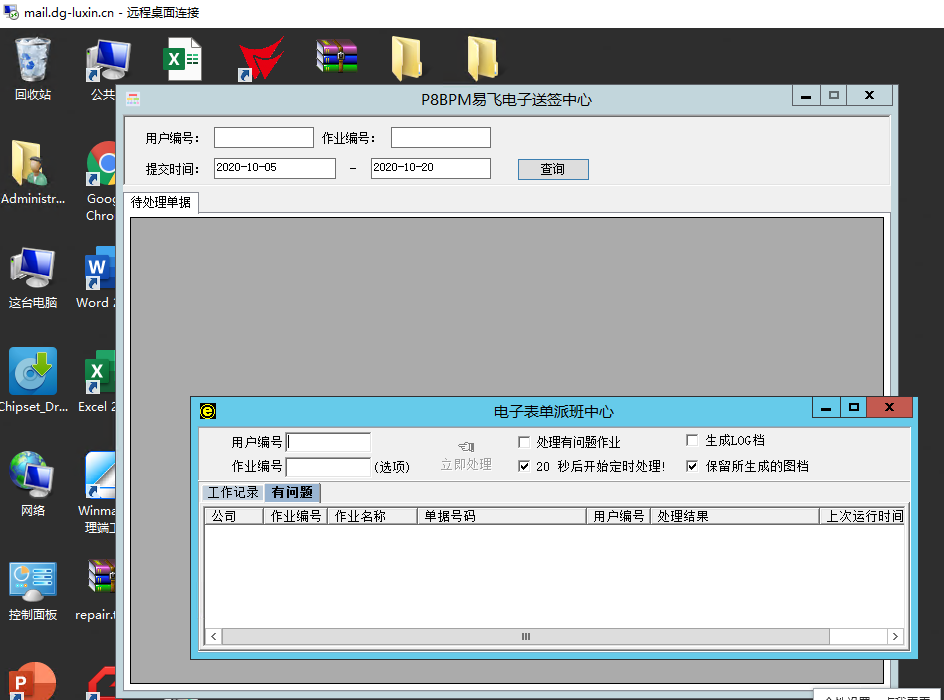 mail.dg-luxin.cn - 远程桌面连接
回收站
公共
P8BPM易飞电子送签中心
用户编号:
作业编号:
提交时间:
2020-10-05
-
2020-10-20
查询
待处理单据
Administr...
Goog
Chro
这台电脑
Word 2
Chipset_Dr...
Excel 2
电子表单派班中心
用户编号
处理有问题作业
生成LOG档
作业编号
(选项)
立即处理
20 秒后开始定时处理!
保留所生成的图档
工作记录
有问题
公司
作业编号
作业名称
单据号码
用户编号
处理结果
上次运行时间
网络
Winma
理端工
控制面板
repair.t